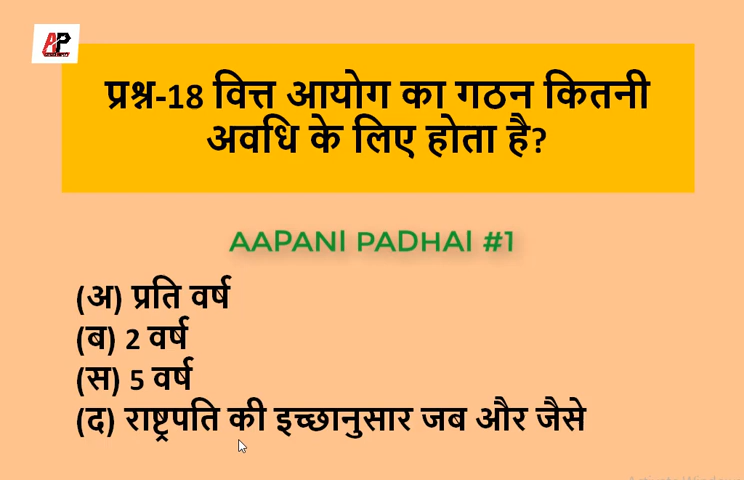 AP
प्रश्न-18 वित्त आयोग का गठन कितनी
अवधि के लिए होता है?
AAPANI PADHAI #1
(अ) प्रति वर्ष
(ब) 2 वर्ष
(स) 5 वर्ष
(द) राष्ट्रपति की इच्छानुसार जब और जैसे